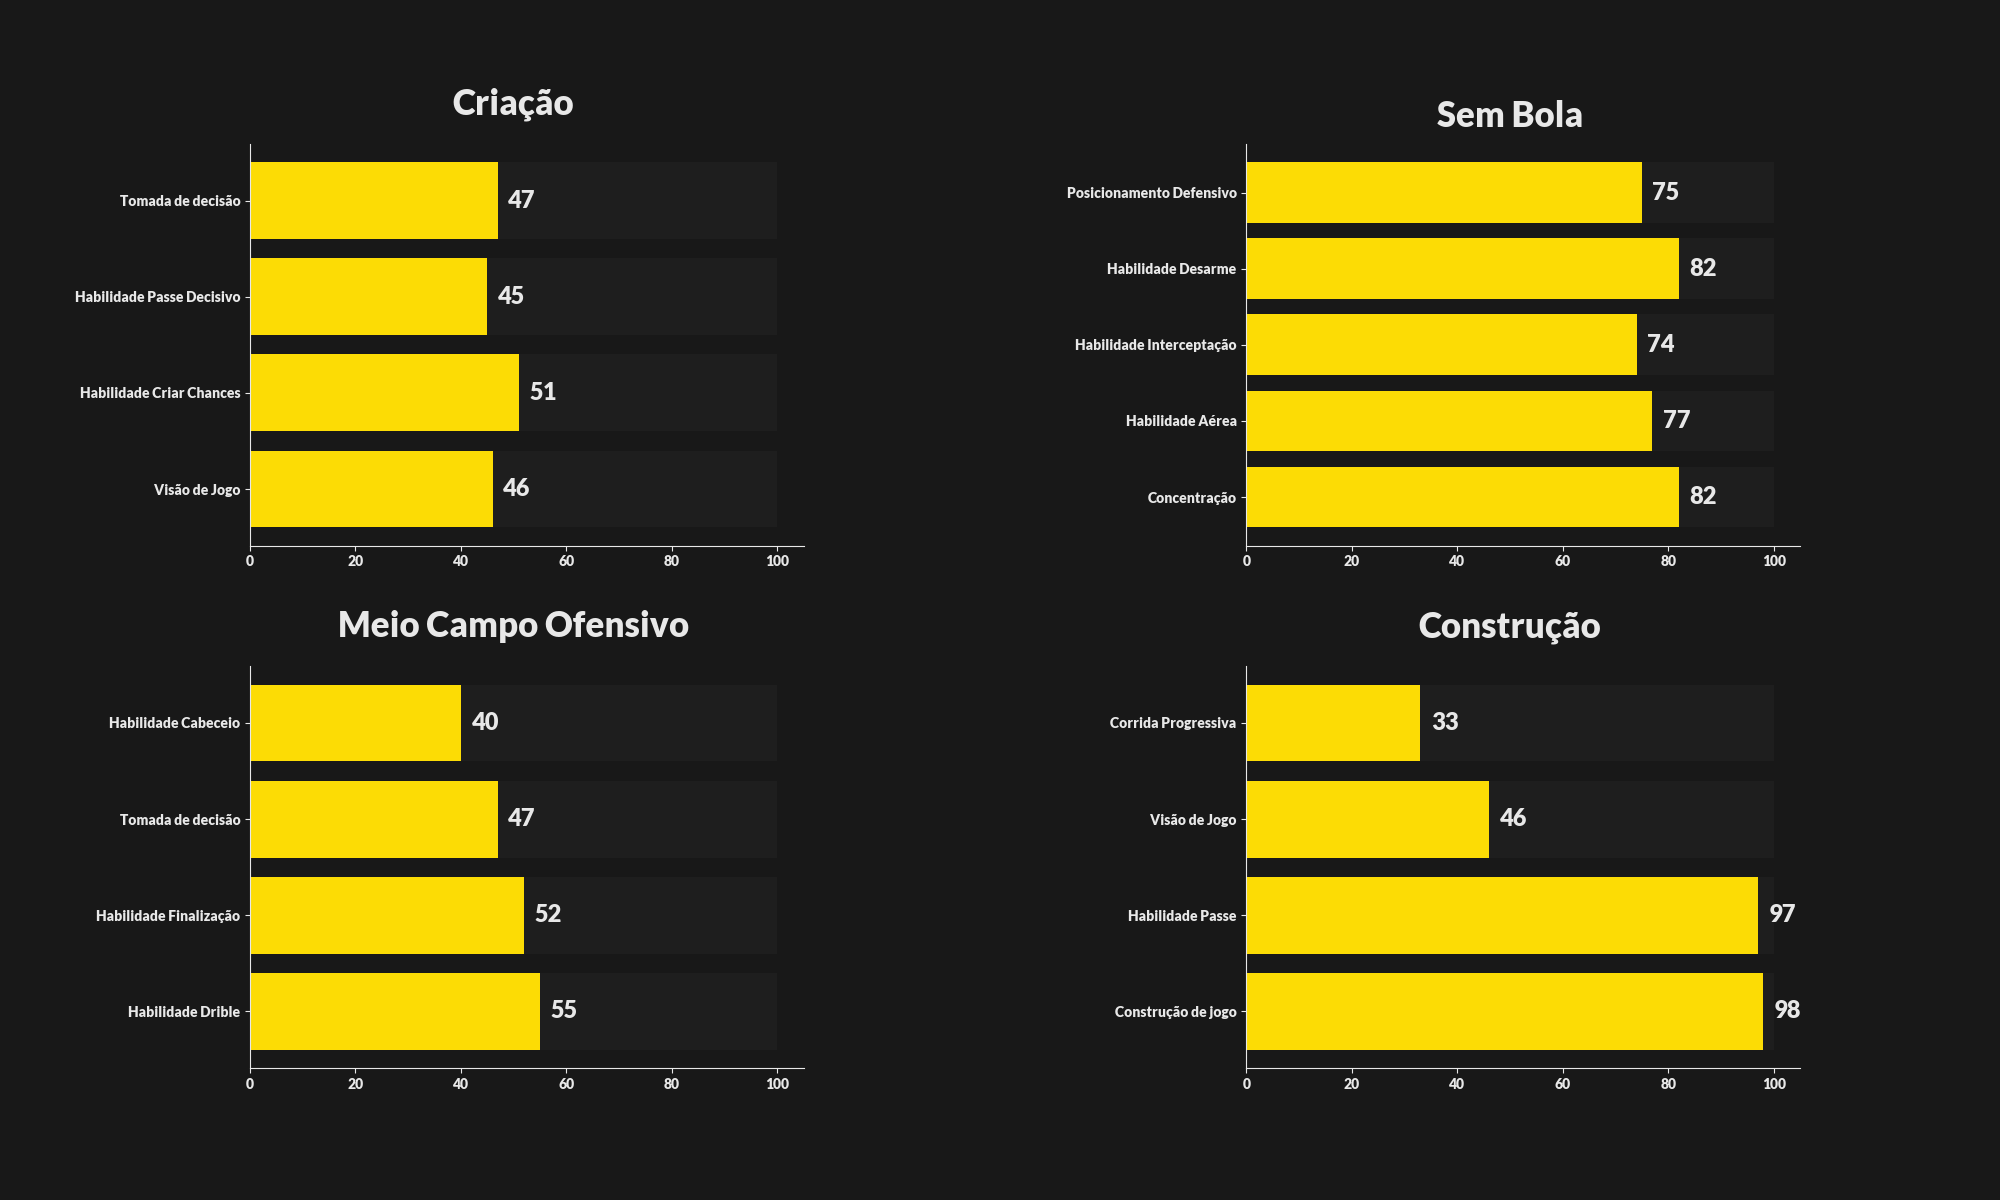 Criação
Tomada de decisão 47
Habilidade Passe Decisivo 45
Habilidade Criar Chances 51
Visão de Jogo 46
0 20 40 60 80 100
Sem Bola
Posicionamento Defensivo 75
Habilidade Desarme 82
Habilidade Interceptação 74
Habilidade Aérea 77
Concentração 82
0 20 40 60 80 100
Meio Campo Ofensivo
Habilidade Cabeceio 40
Tomada de decisão 47
Habilidade Finalização 52
Habilidade Drible 55
0 20 40 60 80 100
Construção
Corrida Progressiva 33
Visão de Jogo 46
Habilidade Passe 97
Construção de jogo 98
0 20 40 60 80 100